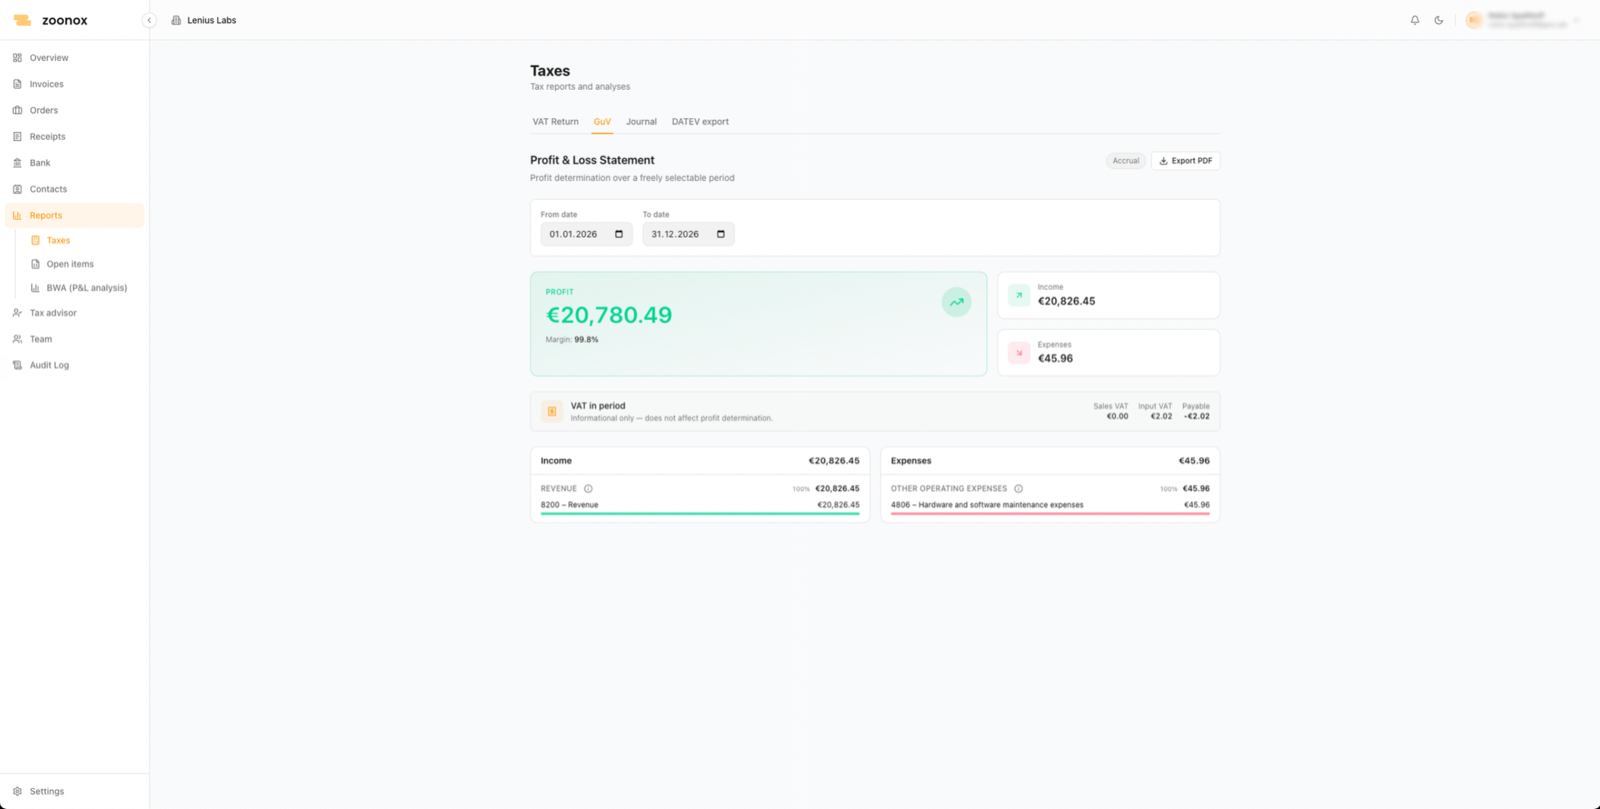 zoonox
Lenius Labs
Overview
Invoices
Orders
Receipts
Bank
Contacts
Reports
Taxes
Open items
BWA (P&L analysis)
Tax advisor
Team
Audit Log
Settings
Taxes
Tax reports and analyses
VAT Return GuV Journal DATEV export
Profit & Loss Statement
Accrual Export PDF
Profit determination over a freely selectable period
From date To date
01.01.2026 31.12.2026
PROFIT
€20,780.49
Margin: 99.8%
Income
€20,826.45
Expenses
€45.96
VAT in period
Informational only — does not affect profit determination.
Sales VAT Input VAT Payable
€0.00 €2.02 -€2.02
Income €20,826.45
REVENUE 100% €20,826.45
8200 – Revenue €20,826.45
Expenses €45.96
OTHER OPERATING EXPENSES 100% €45.96
4806 – Hardware and software maintenance expenses €45.96